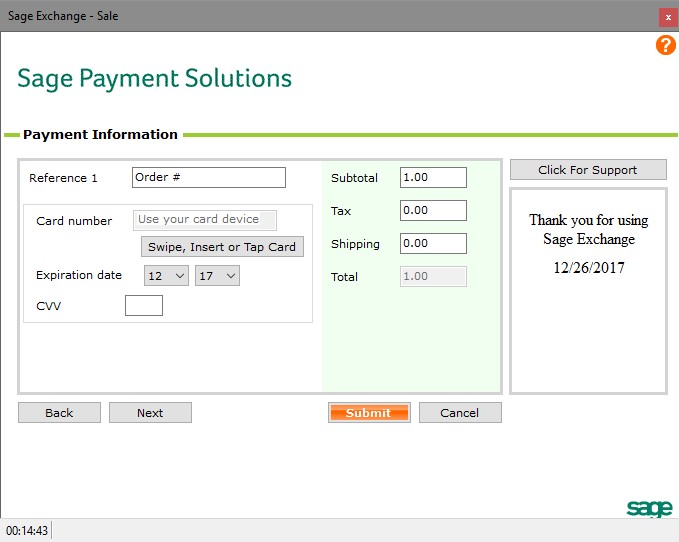 Sage Exchange - Sale
x
?
Sage Payment Solutions
Payment Information
Reference 1
Order #
Card number
Use your card device
Swipe, Insert or Tap Card
Expiration date
12
17
CVV
Subtotal
1.00
Tax
0.00
Shipping
0.00
Total
1.00
Click For Support
Thank you for using
Sage Exchange
12/26/2017
Back
Next
Submit
Cancel
sage
00:14:43